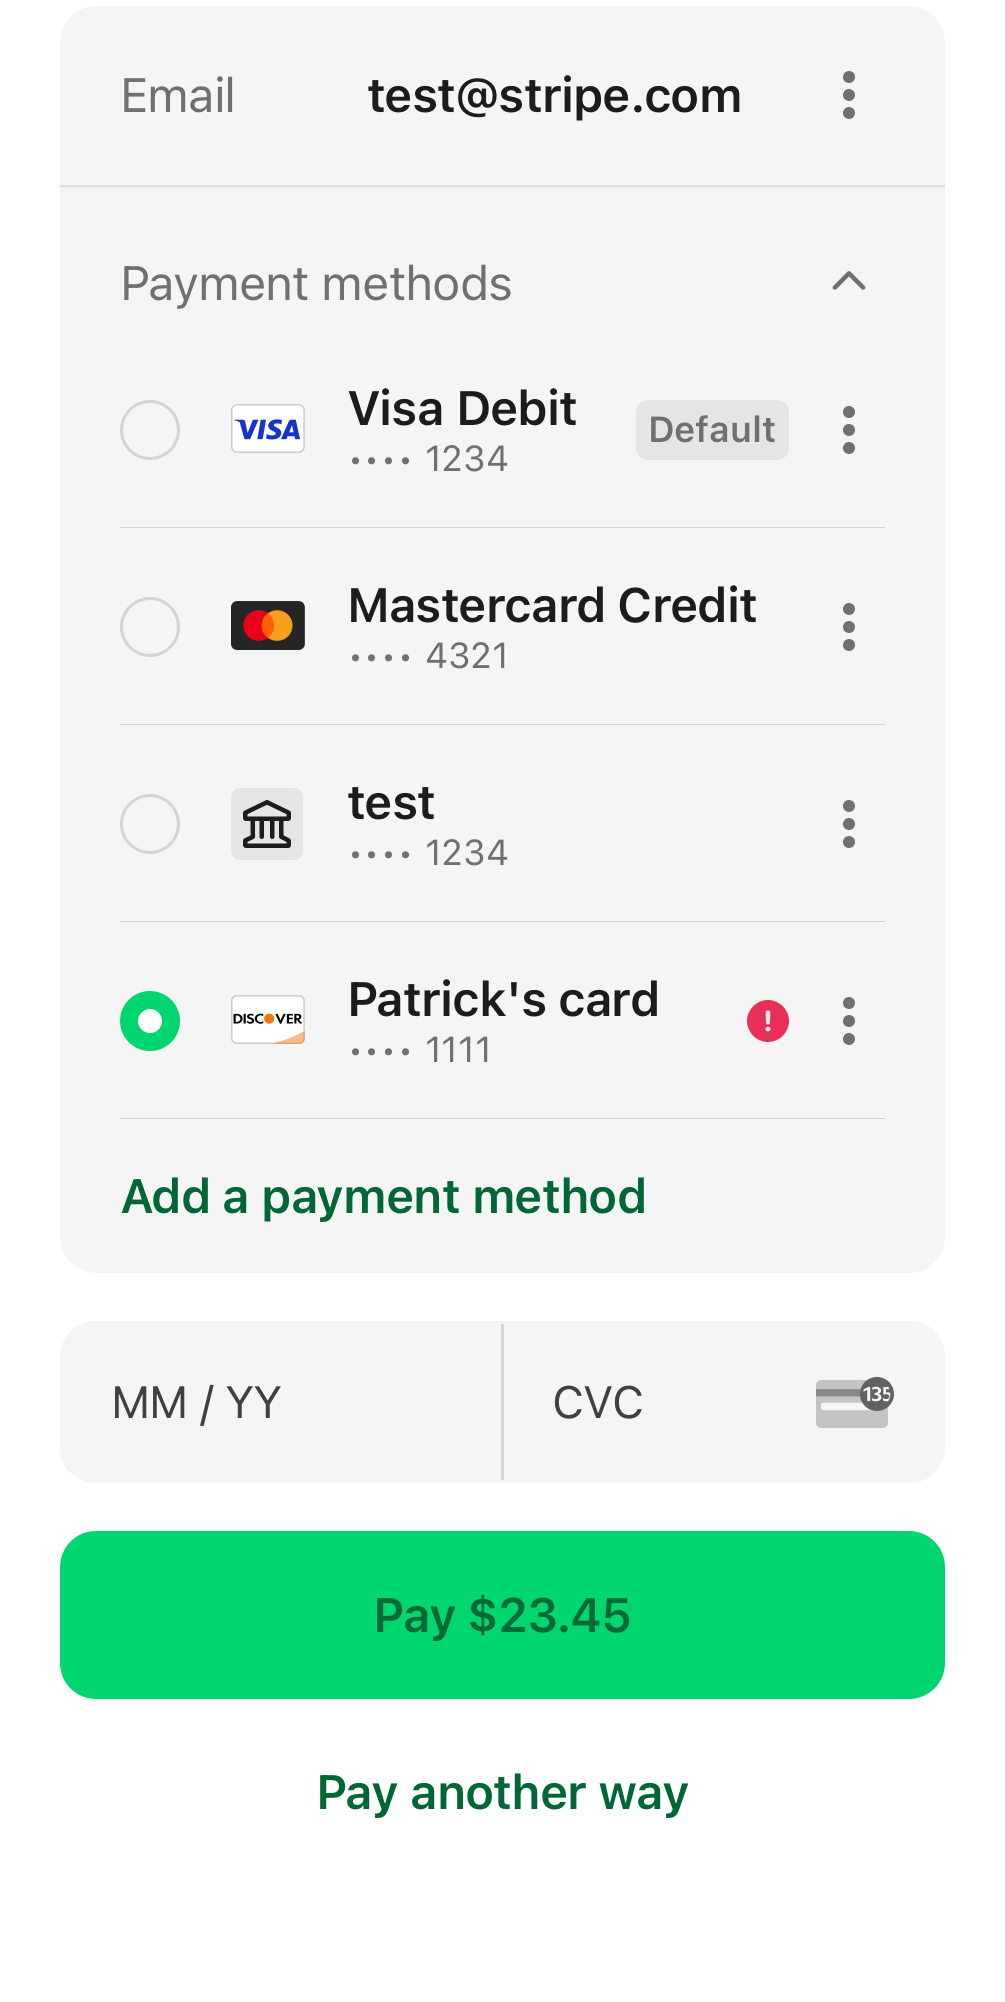 Email test@stripe.com
Payment methods
VISA Visa Debit Default
•••• 1234
Mastercard Credit
•••• 4321
test
•••• 1234
DISCOVER Patrick's card !
•••• 1111
Add a payment method
MM / YY CVC 135
Pay $23.45
Pay another way